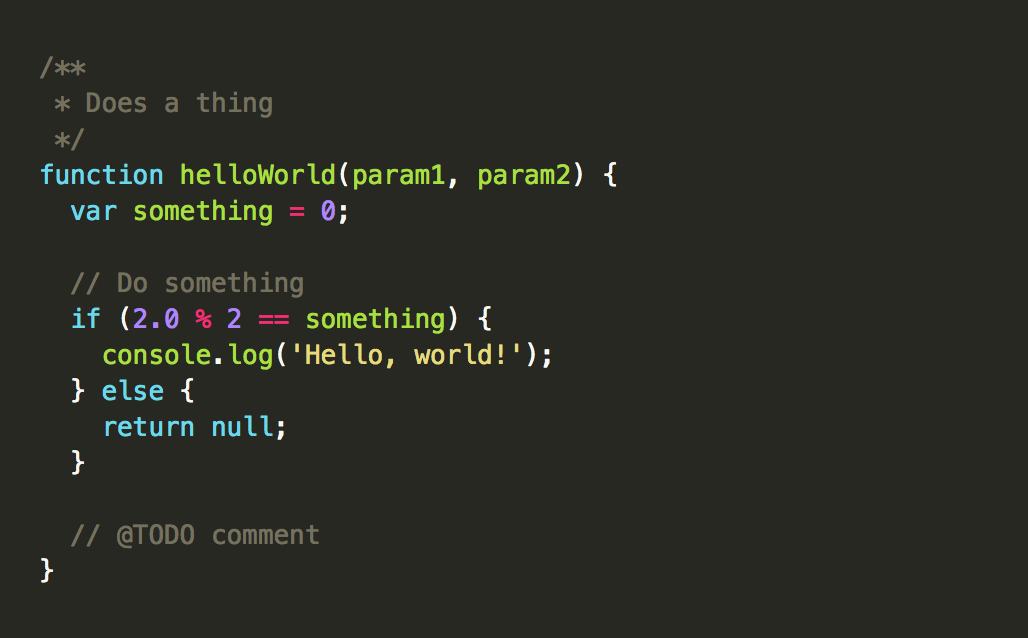 /**
 * Does a thing
 */
function helloWorld(param1, param2) {
  var something = 0;

  // Do something
  if (2.0 % 2 == something) {
    console.log('Hello, world!');
  } else {
    return null;
  }

  // @TODO comment
}